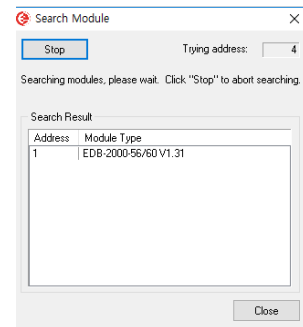 Search Module
Stop
Trying address: 4
Searching modules, please wait. Click "Stop" to abort searching.
Search Result
Address Module Type
1 EDB-2000-56/60 V1.31
Close